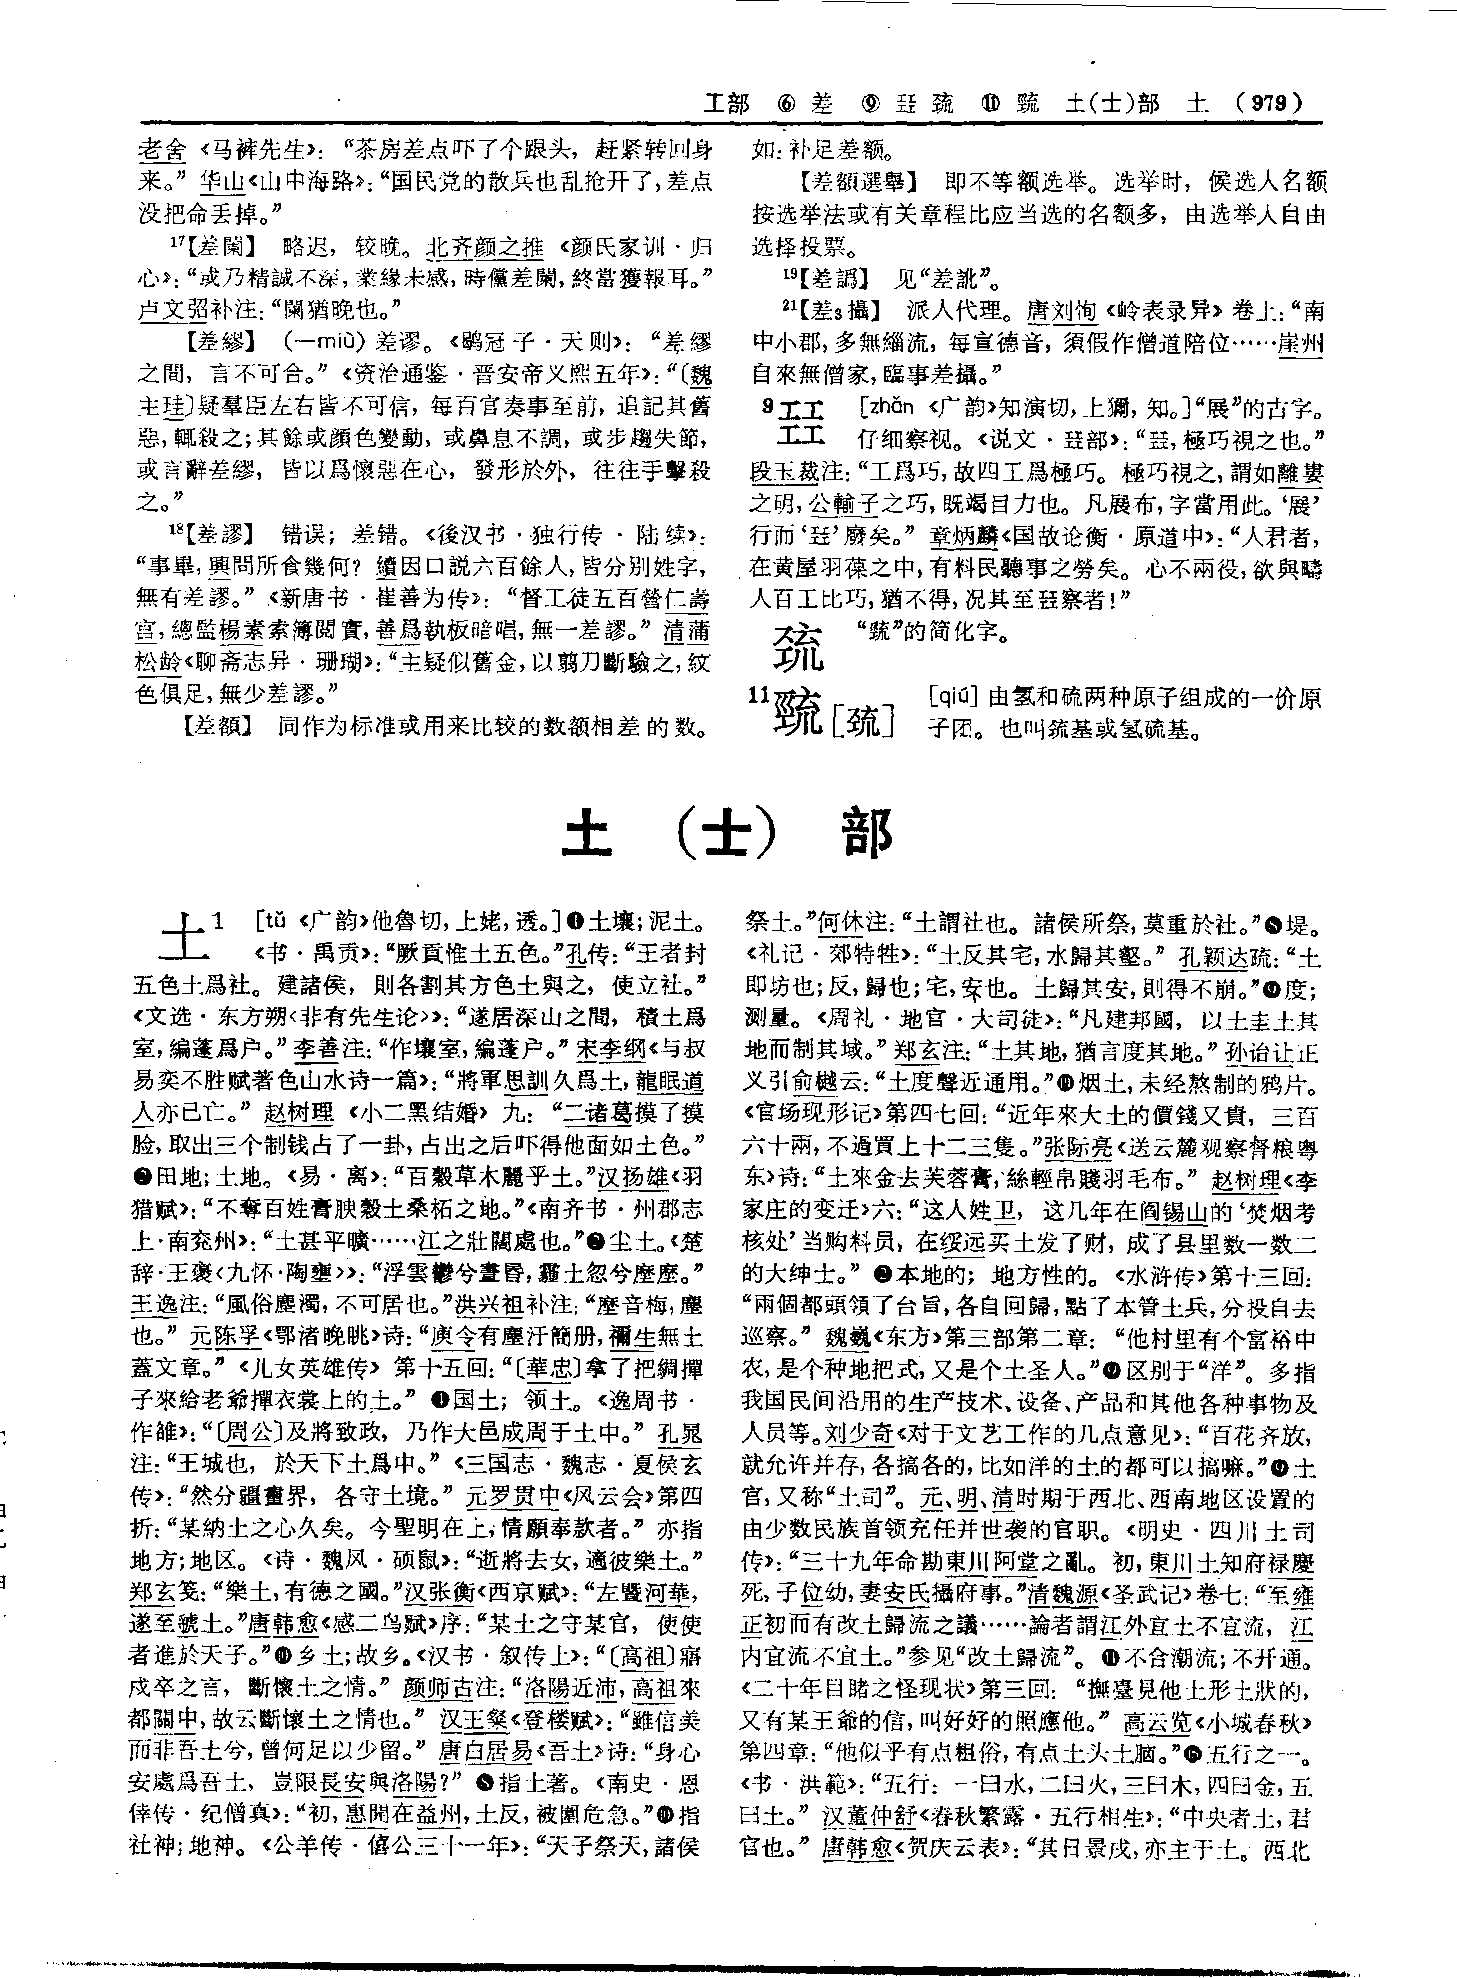 工部 ⑥ 差 ⑨ 㠭 巯 ⑪ 巰 土(士)部 土 (979)
老舍《马裤先生》：“茶房差点吓了个跟头，赶紧转回身
来。”华山《山中海路》：“国民党的散兵也乱抢开了，差点
没把命丢掉。”
17【差闌】 略迟，较晚。北齐颜之推《颜氏家训·归
心》：“或乃精誠不深，業緣未感，時儻差闌，終當獲報耳。”
卢文弨补注：“闌猶晚也。”
【差繆】 (—miù)差谬。《鹖冠子·天则》：“差繆
之間，言不可合。”《资治通鉴·晋安帝义熙五年》：“〔魏
主珪〕疑羣臣左右皆不可信，每百官奏事至前，追記其舊
惡，輒殺之；其餘或顔色變動，或鼻息不調，或步趨失節，
或言辭差繆，皆以爲懷惡在心，發形於外，往往手擊殺
之。”
18【差謬】 错误；差错。《後汉书·独行传·陆续》：
“事畢，興問所食幾何？續因口説六百餘人，皆分别姓字，
無有差謬。”《新唐书·崔善为传》：“督工徒五百營仁壽
宫，總監楊素索簿閲實，善爲執板暗唱，無一差謬。”清蒲
松龄《聊斋志异·珊瑚》：“主疑似舊金，以翦刀斷驗之，紋
色俱足，無少差謬。”
【差額】 同作为标准或用来比较的数额相差的数。
如：补足差额。
【差額選舉】 即不等额选举。选举时，候选人名额
按选举法或有关章程比应当选的名额多，由选举人自由
选择投票。
19【差譌】 见“差訛”。
21【差3攝】 派人代理。唐刘恂《岭表录异》卷上：“南
中小郡，多無緇流，每宣德音，須假作僧道陪位……崖州
自來無僧家，臨事差攝。”
9 㠭 [zhǎn《广韵》知演切，上獮，知。]“展”的古字。
仔细察视。《说文·㠭部》：“㠭，極巧視之也。”
段玉裁注：“工爲巧，故四工爲極巧。極巧視之，謂如離婁
之明，公輸子之巧，既竭目力也。凡展布，字當用此。‘展’
行而‘㠭’廢矣。”章炳麟《国故论衡·原道中》：“人君者，
在黄屋羽葆之中，有料民聽事之勞矣。心不兩役，欲與疇
人百工比巧，猶不得，况其至㠭察者！”
巯 “巰”的简化字。
11 巰[巯] [qiú]由氢和硫两种原子组成的一价原
子团。也叫巯基或氢硫基。
土 (士) 部
土1 [tǔ《广韵》他魯切，上姥，透。]❶土壤；泥土。
《书·禹贡》：“厥貢惟土五色。”孔传：“王者封
五色土爲社。建諸侯，則各割其方色土與之，使立社。”
《文选·东方朔〈非有先生论〉》：“遂居深山之間，積土爲
室，編蓬爲户。”李善注：“作壤室，編蓬户。”宋李纲《与叔
易奕不胜赋著色山水诗一篇》：“將軍思訓久爲土，龍眠道
人亦已亡。”赵树理《小二黑结婚》九：“二诸葛摸了摸
脸，取出三个制钱占了一卦，占出之后吓得他面如土色。”
❷田地；土地。《易·离》：“百穀草木麗乎土。”汉扬雄《羽
猎赋》：“不奪百姓膏腴穀土桑柘之地。”《南齐书·州郡志
上·南兖州》：“土甚平曠……江之壯闊處也。”❸尘土。《楚
辞·王褒〈九怀·陶壅〉》：“浮雲鬱兮晝昏，霾土忽兮塺塺。”
王逸注：“風俗塵濁，不可居也。”洪兴祖补注：“塺音梅，塵
也。”元陈孚《鄂渚晚眺》诗：“庾令有塵汙簡册，禰生無土
蓋文章。”《儿女英雄传》第十五回：“〔華忠〕拿了把綢撣
子來給老爺撣衣裳上的土。”❹国土；领土。《逸周书·
作雒》：“〔周公〕及將致政，乃作大邑成周于土中。”孔晁
注：“王城也，於天下土爲中。”《三国志·魏志·夏侯玄
传》：“然分疆畫界，各守土境。”元罗贯中《风云会》第四
折：“某納土之心久矣。今聖明在上，情願奉款者。”亦指
地方；地区。《诗·魏风·硕鼠》：“逝將去女，適彼樂土。”
郑玄笺：“樂土，有德之國。”汉张衡《西京赋》：“左暨河華，
遂至虢土。”唐韩愈《感二鸟赋》序：“某土之守某官，使使
者進於天子。”❺乡土；故乡。《汉书·叙传上》：“〔高祖〕寤
戍卒之言，斷懷土之情。”颜师古注：“洛陽近沛，高祖來
都關中，故云斷懷土之情也。”汉王粲《登楼赋》：“雖信美
而非吾土兮，曾何足以少留。”唐白居易《吾土》诗：“身心
安處爲吾土，豈限長安與洛陽？”❻指土著。《南史·恩
倖传·纪僧真》：“初，惠開在益州，土反，被圍危急。”❼指
社神；地神。《公羊传·僖公三十一年》：“天子祭天，諸侯
祭土。”何休注：“土謂社也。諸侯所祭，莫重於社。”❽堤。
《礼记·郊特牲》：“土反其宅，水歸其壑。”孔颖达疏：“土
即坊也；反，歸也；宅，安也。土歸其安，則得不崩。”❾度；
测量。《周礼·地官·大司徒》：“凡建邦國，以土圭土其
地而制其域。”郑玄注：“土其地，猶言度其地。”孙诒让正
义引俞樾云：“土度聲近通用。”❿烟土，未经熬制的鸦片。
《官场现形记》第四七回：“近年來大土的價錢又貴，三百
六十兩，不過買上十二三隻。”张际亮《送云麓观察督粮粤
东》诗：“土來金去芙蓉膏，絲輕帛賤羽毛布。”赵树理《李
家庄的变迁》六：“这人姓卫，这几年在阎锡山的‘焚烟考
核处’当购料员，在绥远买土发了财，成了县里数一数二
的大绅士。”⓫本地的；地方性的。《水浒传》第十三回：
“兩個都頭領了台旨，各自回歸，點了本管土兵，分投自去
巡察。”魏巍《东方》第三部第二章：“他村里有个富裕中
农，是个种地把式，又是个土圣人。”⓬区别于“洋”。多指
我国民间沿用的生产技术、设备、产品和其他各种事物及
人员等。刘少奇《对于文艺工作的几点意见》：“百花齐放，
就允许并存，各搞各的，比如洋的土的都可以搞嘛。”⓭土
官，又称“土司”。元、明、清时期于西北、西南地区设置的
由少数民族首领充任并世袭的官职。《明史·四川土司
传》：“三十九年命勘東川阿堂之亂。初，東川土知府禄慶
死，子位幼，妻安氏攝府事。”清魏源《圣武记》卷七：“至雍
正初而有改土歸流之議……論者謂江外宜土不宜流，江
内宜流不宜土。”参见“改土歸流”。⓮不合潮流；不开通。
《二十年目睹之怪现状》第三回：“撫臺見他土形土狀的，
又有某王爺的信，叫好好的照應他。”高云览《小城春秋》
第四章：“他似乎有点粗俗，有点土头土脑。”⓯五行之一。
《书·洪範》：“五行：一曰水，二曰火，三曰木，四曰金，五
曰土。”汉董仲舒《春秋繁露·五行相生》：“中央者土，君
官也。”唐韩愈《贺庆云表》：“其日景戌，亦主于土。西北